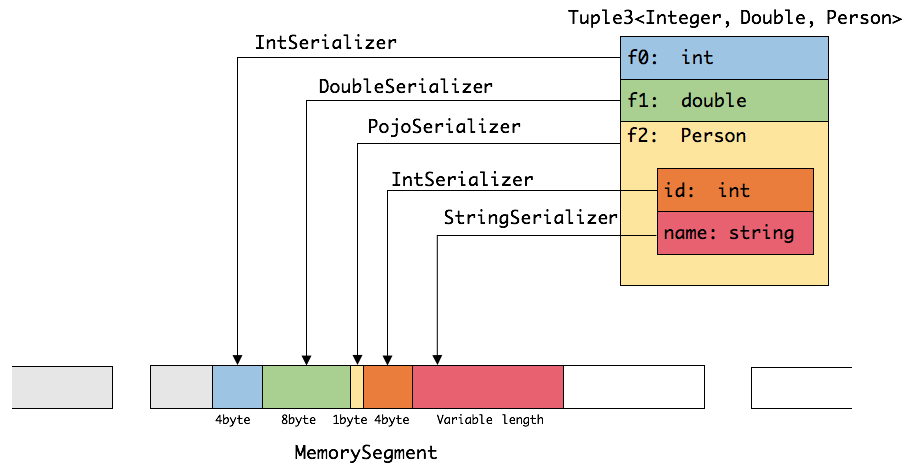 Tuple3<Integer, Double, Person>
IntSerializer
f0: int
DoubleSerializer
f1: double
PojoSerializer
f2: Person
IntSerializer
id: int
StringSerializer
name: string
4byte 8byte 1byte 4byte Variable length
MemorySegment